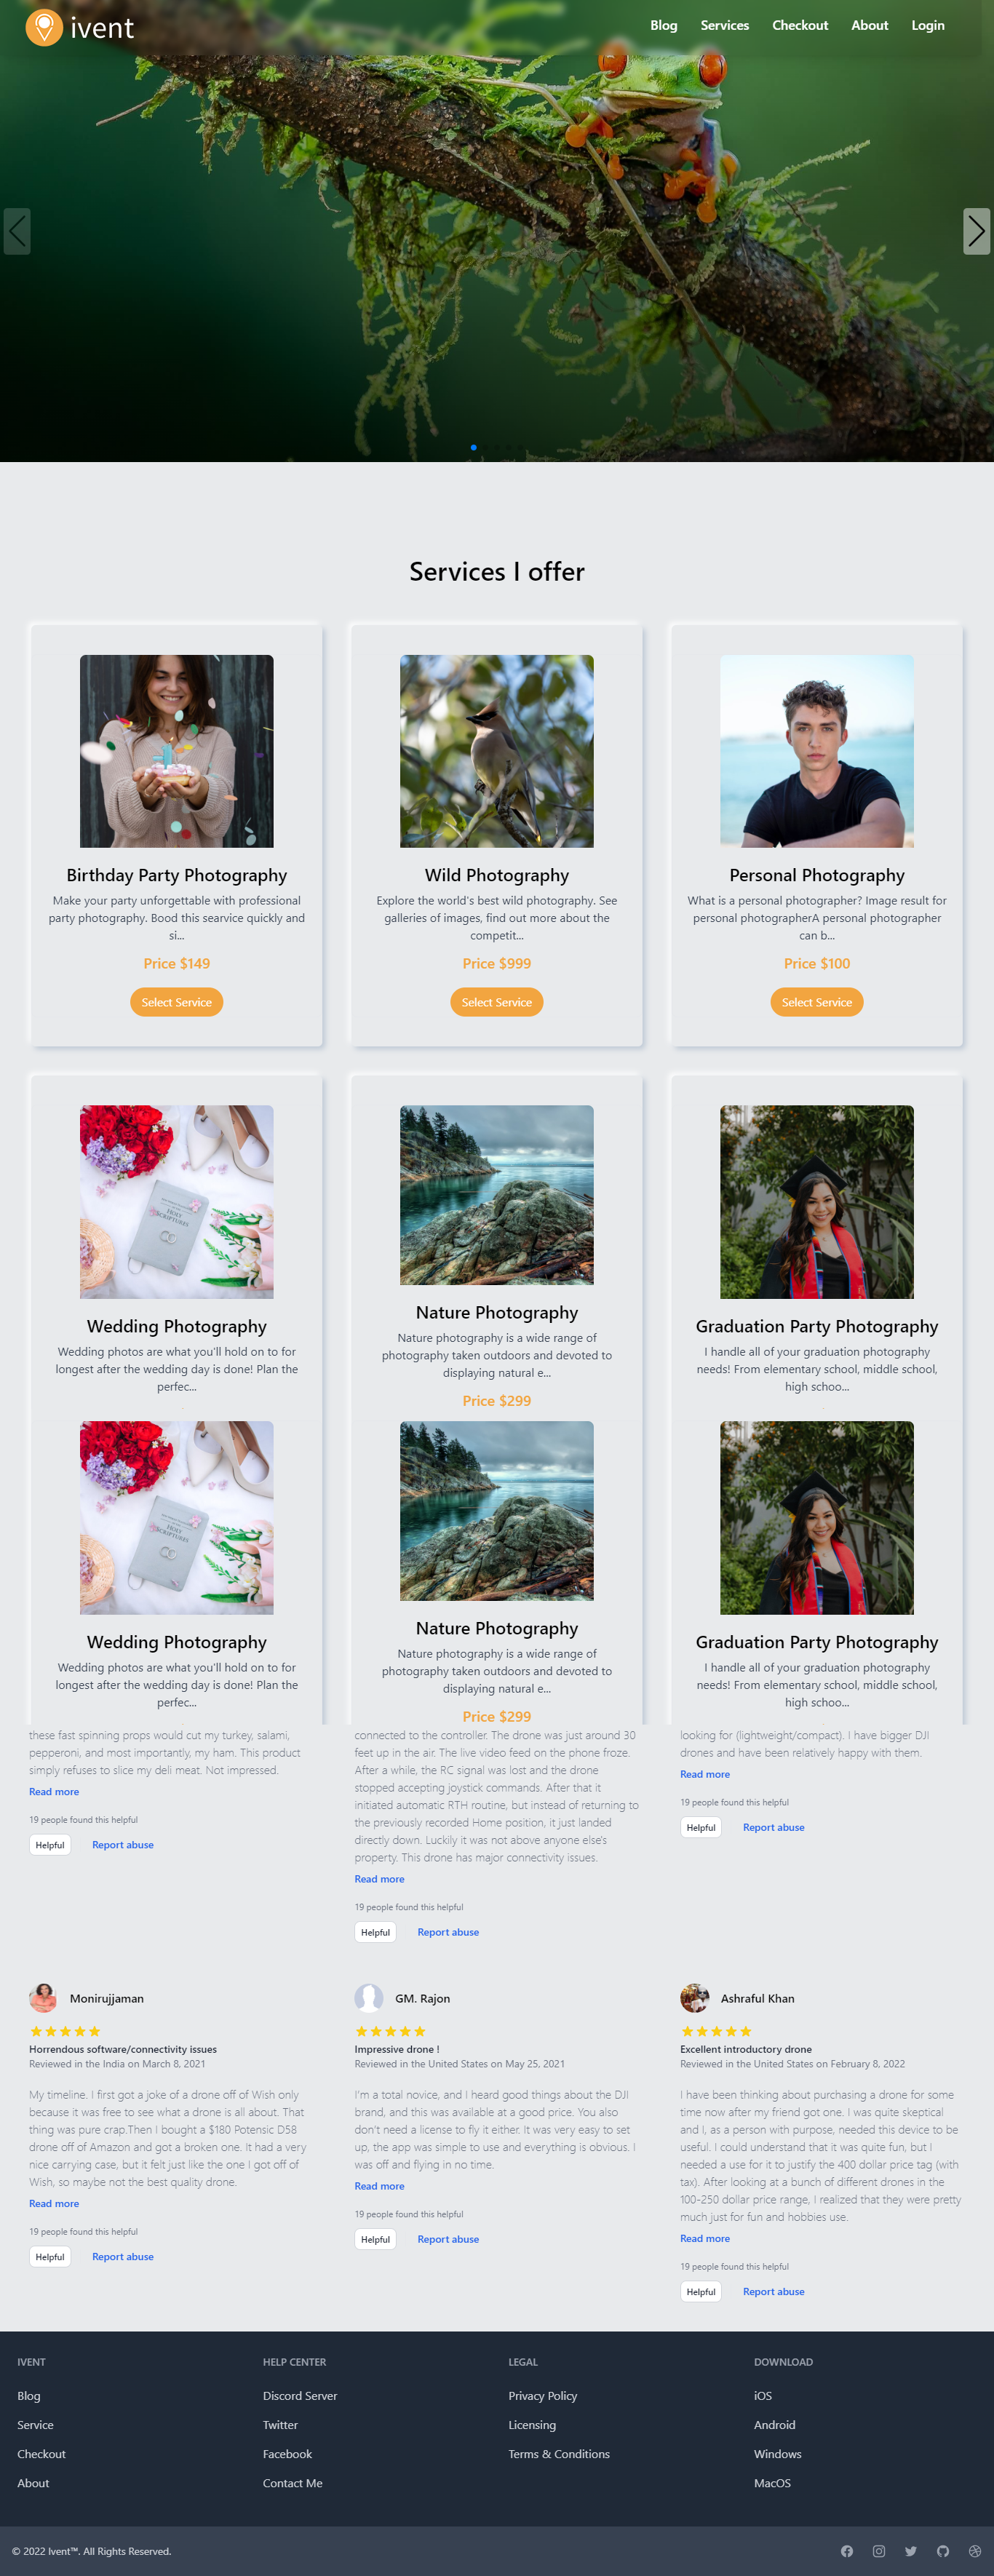 ivent
Blog Services Checkout About Login
Services I offer
Birthday Party Photography
Make your party unforgettable with professional
party photography. Bood this searvice quickly and
si...
Price $149
Select Service
Wild Photography
Explore the world's best wild photography. See
galleries of images, find out more about the
competit...
Price $999
Select Service
Personal Photography
What is a personal photographer? Image result for
personal photographerA personal photographer
can b...
Price $100
Select Service
HOLY
SCRIPTURES
Wedding Photography
Wedding photos are what you'll hold on to for
longest after the wedding day is done! Plan the
perfec...
Nature Photography
Nature photography is a wide range of
photography taken outdoors and devoted to
displaying natural e...
Price $299
Graduation Party Photography
I handle all of your graduation photography
needs! From elementary school, middle school,
high schoo...
HOLY
SCRIPTURES
Wedding Photography
Wedding photos are what you'll hold on to for
longest after the wedding day is done! Plan the
perfec...
Nature Photography
Nature photography is a wide range of
photography taken outdoors and devoted to
displaying natural e...
Price $299
Graduation Party Photography
I handle all of your graduation photography
needs! From elementary school, middle school,
high schoo...
these fast spinning props would cut my turkey, salami,
pepperoni, and most importantly, my ham. This product
simply refuses to slice my deli meat. Not impressed.
Read more
19 people found this helpful
Helpful Report abuse
connected to the controller. The drone was just around 30
feet up in the air. The live video feed on the phone froze.
After a while, the RC signal was lost and the drone
stopped accepting joystick commands. After that it
initiated automatic RTH routine, but instead of returning to
the previously recorded Home position, it just landed
directly down. Luckily it was not above anyone else's
property. This drone has major connectivity issues.
Read more
19 people found this helpful
Helpful Report abuse
looking for (lightweight/compact). I have bigger DJI
drones and have been relatively happy with them.
Read more
19 people found this helpful
Helpful Report abuse
Monirujjaman
Horrendous software/connectivity issues
Reviewed in the India on March 8, 2021
My timeline. I first got a joke of a drone off of Wish only
because it was free to see what a drone is all about. That
thing was pure crap.Then I bought a $180 Potensic D58
drone off of Amazon and got a broken one. It had a very
nice carrying case, but it felt just like the one I got off of
Wish, so maybe not the best quality drone.
Read more
19 people found this helpful
Helpful Report abuse
GM. Rajon
Impressive drone !
Reviewed in the United States on May 25, 2021
I'm a total novice, and I heard good things about the DJI
brand, and this was available at a good price. You also
don't need a license to fly it either. It was very easy to set
up, the app was simple to use and everything is obvious. I
was off and flying in no time.
Read more
19 people found this helpful
Helpful Report abuse
Ashraful Khan
Excellent introductory drone
Reviewed in the United States on February 8, 2022
I have been thinking about purchasing a drone for some
time now after my friend got one. I was quite skeptical
and I, as a person with purpose, needed this device to be
useful. I could understand that it was quite fun, but I
needed a use for it to justify the 400 dollar price tag (with
tax). After looking at a bunch of different drones in the
100-250 dollar price range, I realized that they were pretty
much just for fun and hobbies use.
Read more
19 people found this helpful
Helpful Report abuse
IVENT
Blog
Service
Checkout
About
HELP CENTER
Discord Server
Twitter
Facebook
Contact Me
LEGAL
Privacy Policy
Licensing
Terms & Conditions
DOWNLOAD
iOS
Android
Windows
MacOS
© 2022 Ivent™. All Rights Reserved.